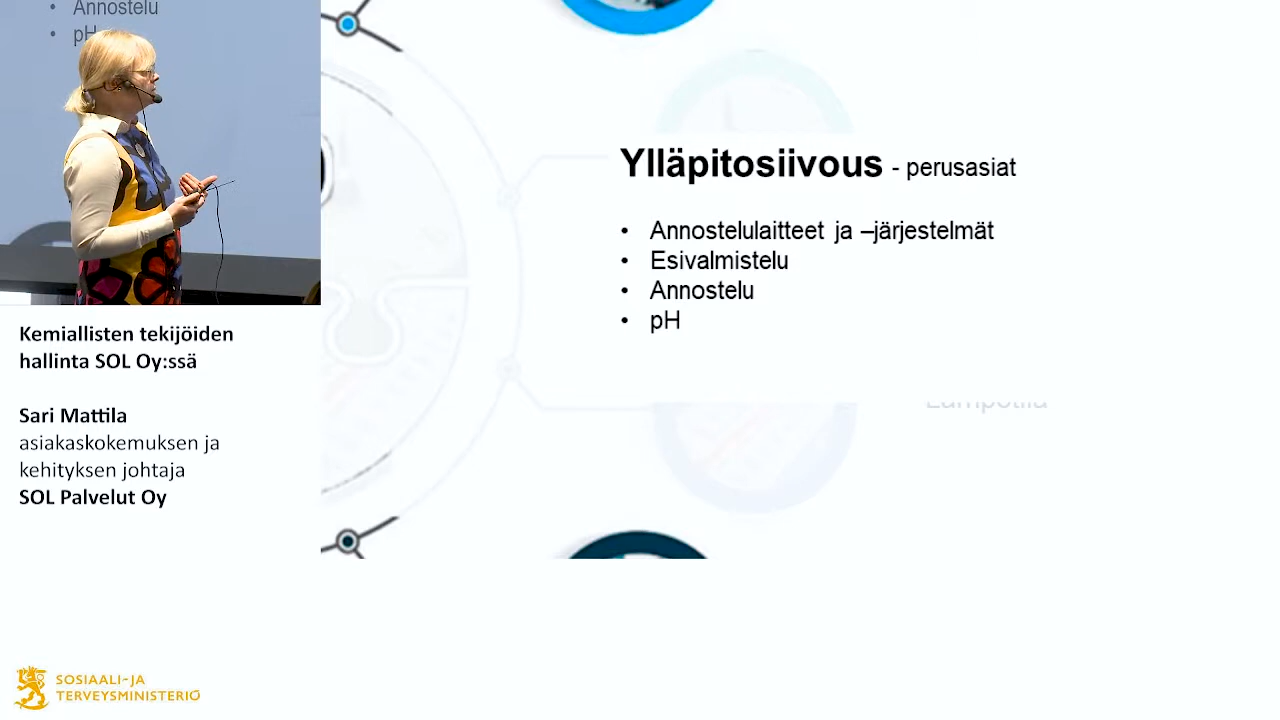 • Annostelu
• pH
Ylläpitosiivous - perusasiat
• Annostelulaitteet ja –järjestelmät
• Esivalmistelu
• Annostelu
• pH
Lämpötila
Kemiallisten tekijöiden
hallinta SOL Oy:ssä
Sari Mattila
asiakaskokemuksen ja
kehityksen johtaja
SOL Palvelut Oy
SOSIAALI- JA
TERVEYSMINISTERIÖ